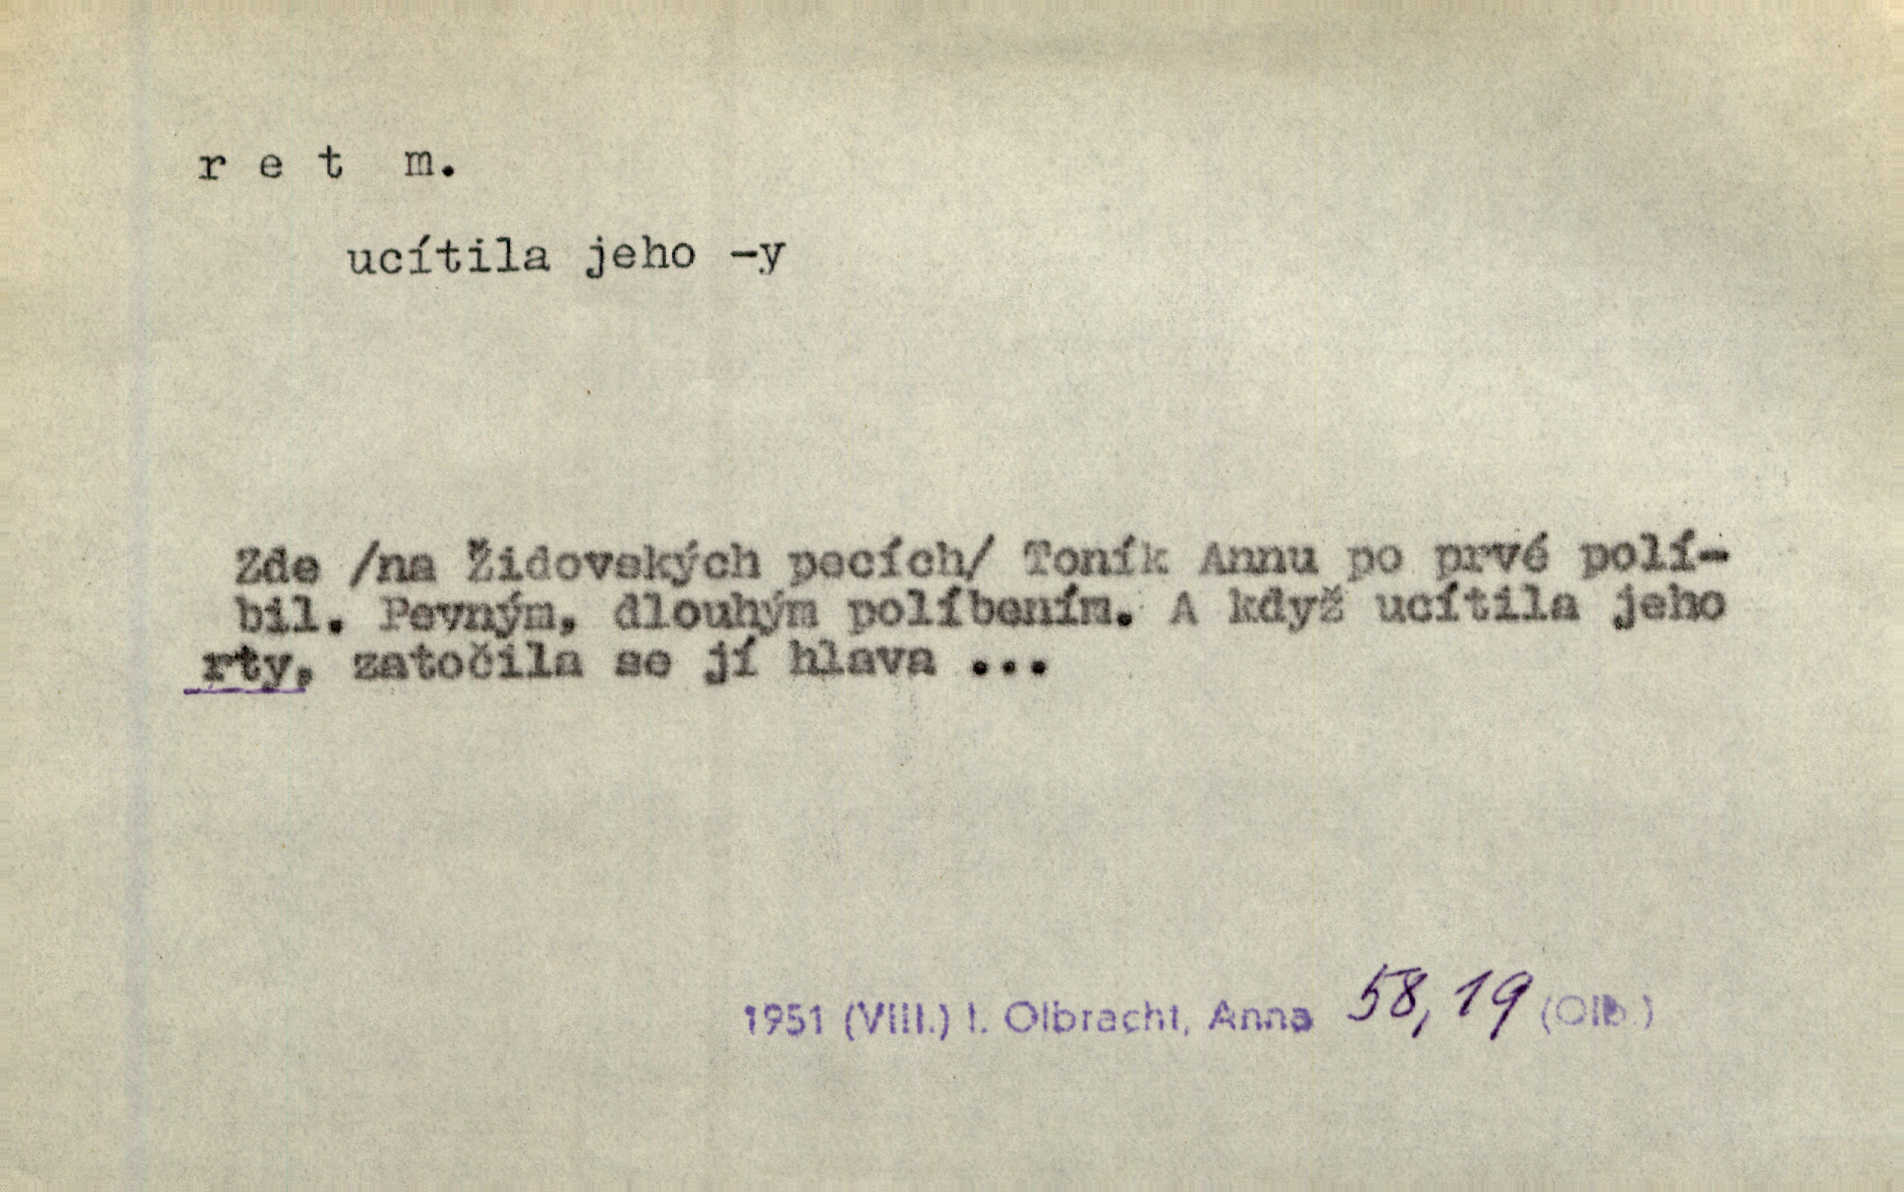 r e t  m.
ucítila jeho -y
Zde /na Židovských pecích/ Toník Annu po prvé polí-
bil. Pevným, dlouhým políbením. A když ucítila jeho
rty, zatočila se jí hlava ...
1951 (VIII.) I. Olbracht, Anna 58,19 (Olb.)